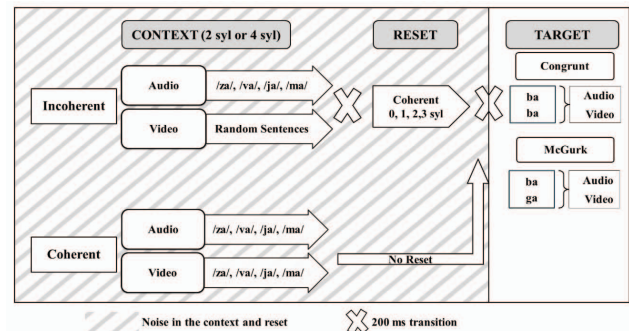 CONTEXT (2 syl or 4 syl)
RESET
TARGET
Incoherent
Audio
/za/, /va/, /ja/, /ma/
Video
Random Sentences
Coherent
0, 1, 2,3 syl
Congrunt
ba
ba
Audio
Video
McGurk
ba
ga
Audio
Video
Coherent
Audio
/za/, /va/, /ja/, /ma/
Video
/za/, /va/, /ja/, /ma/
No Reset
Noise in the context and reset
200 ms transition